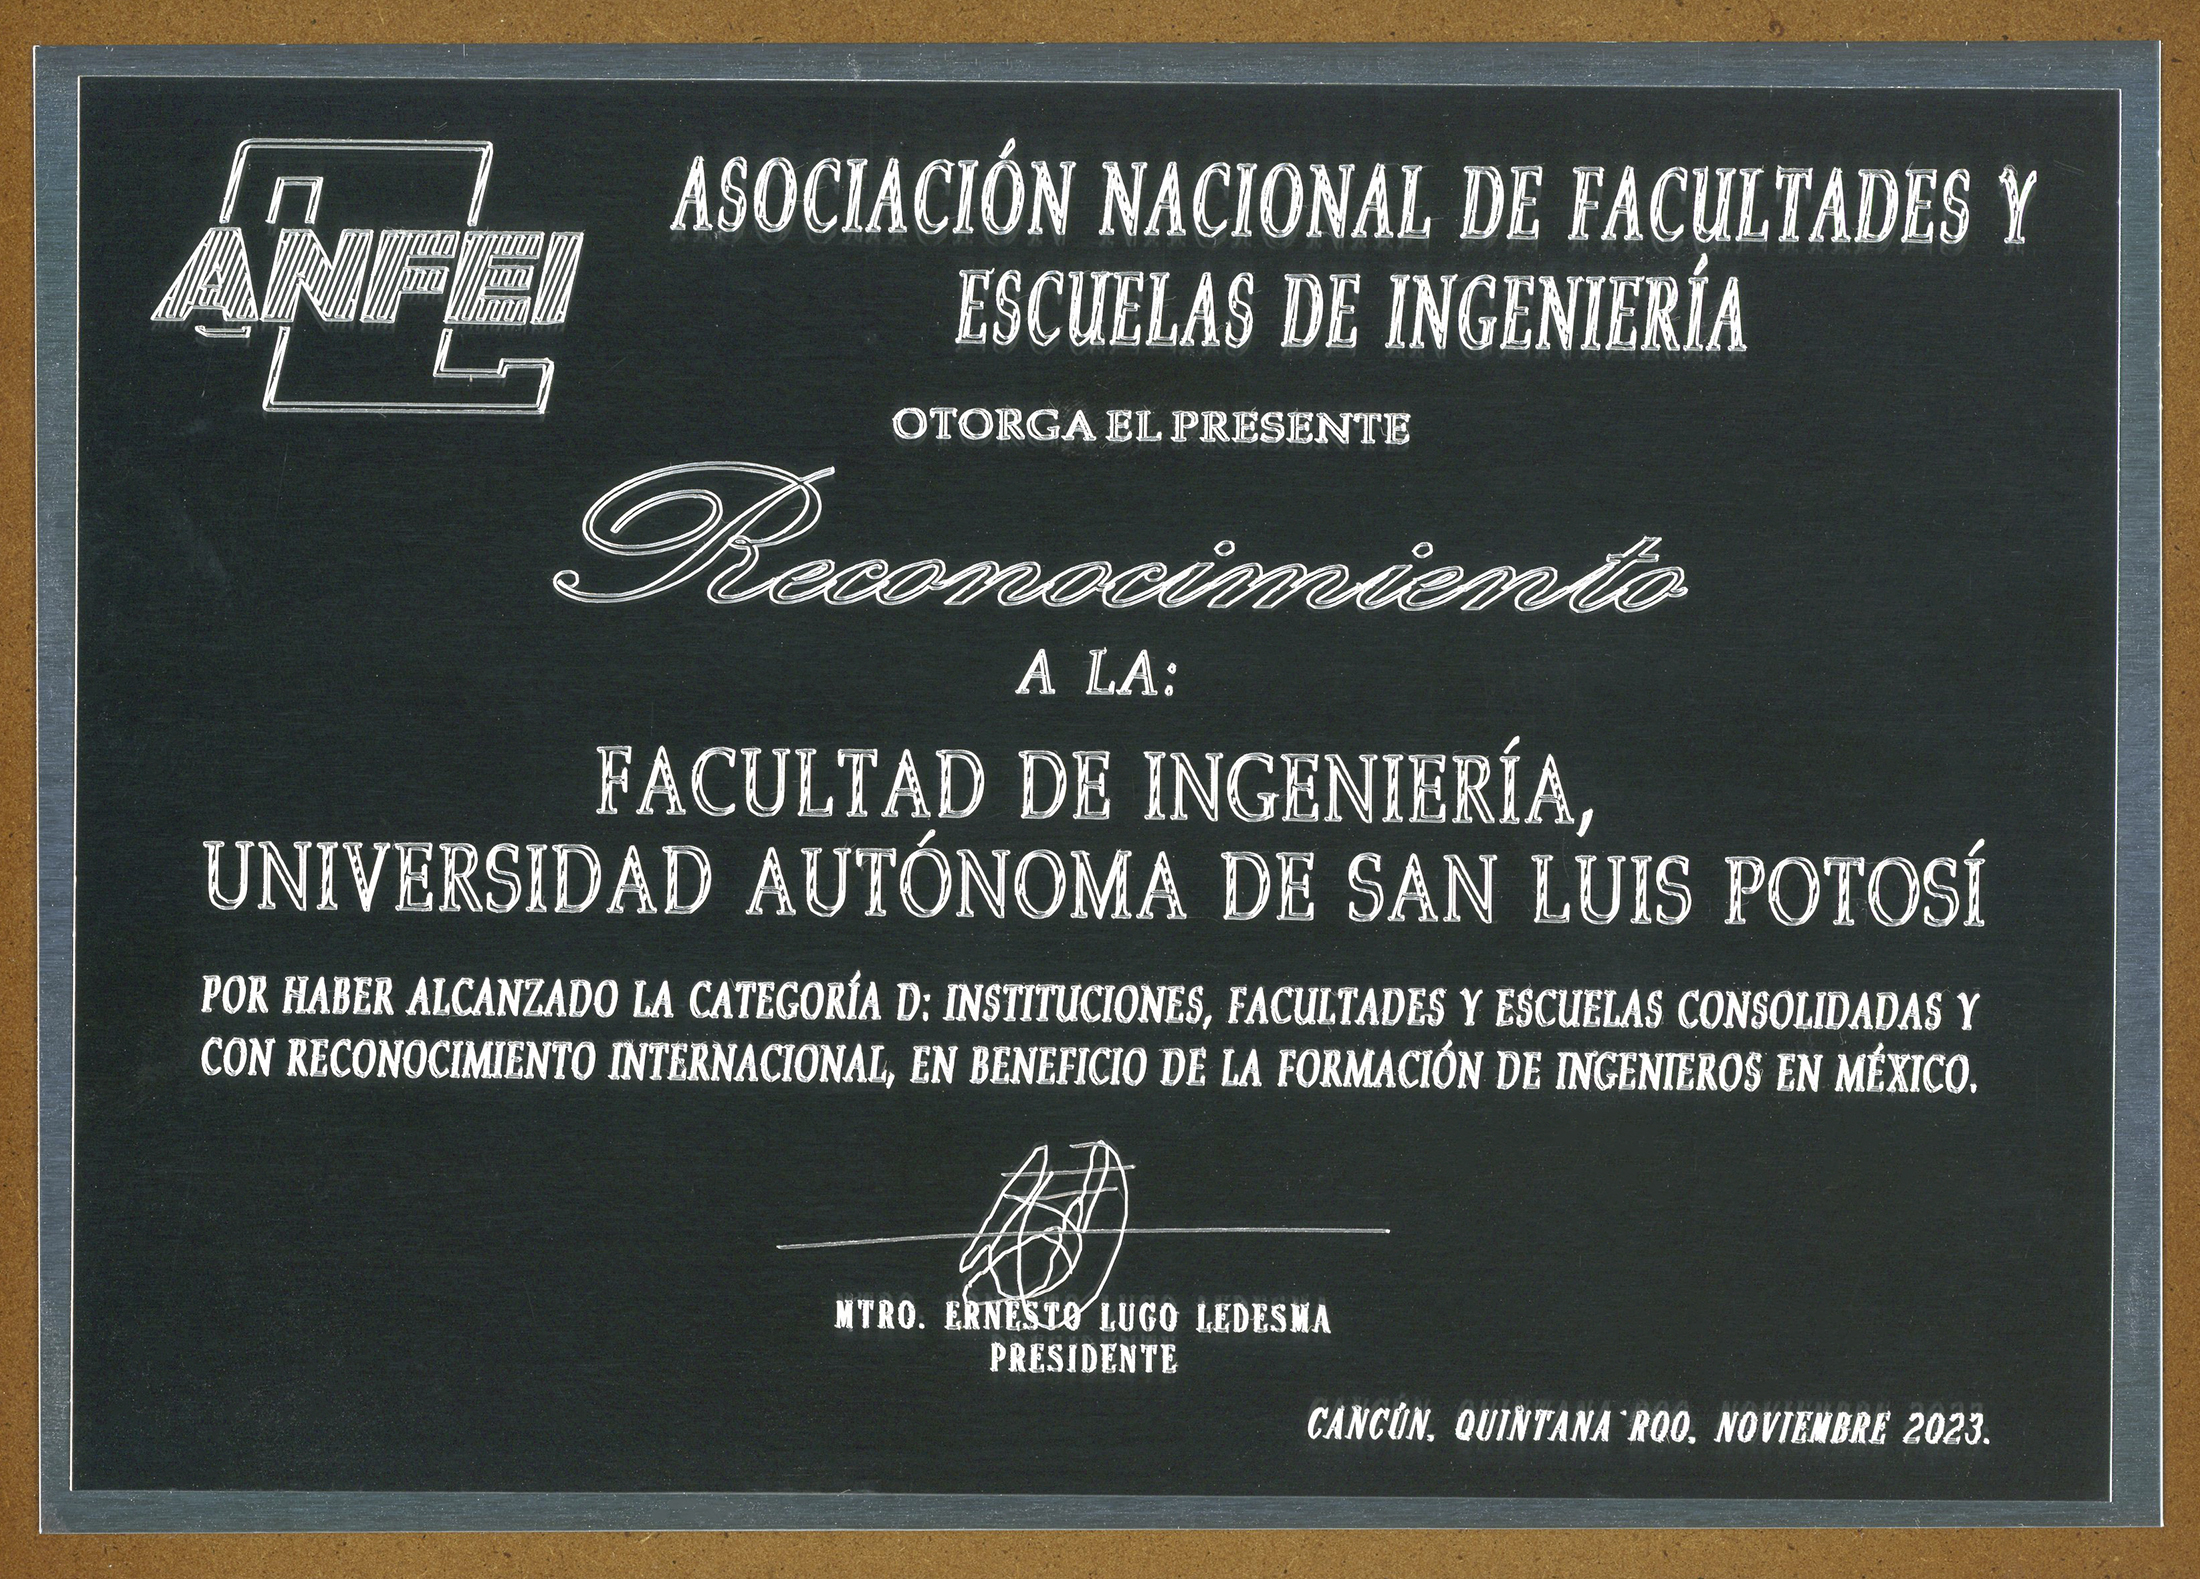 ANFEI
ASOCIACIÓN NACIONAL DE FACULTADES Y
ESCUELAS DE INGENIERÍA
OTORGA EL PRESENTE
Reconocimiento
A LA:
FACULTAD DE INGENIERÍA,
UNIVERSIDAD AUTÓNOMA DE SAN LUIS POTOSÍ
POR HABER ALCANZADO LA CATEGORÍA D: INSTITUCIONES, FACULTADES Y ESCUELAS CONSOLIDADAS Y
CON RECONOCIMIENTO INTERNACIONAL, EN BENEFICIO DE LA FORMACIÓN DE INGENIEROS EN MÉXICO.
MTRO. ERNESTO LUGO LEDESMA
PRESIDENTE
CANCÚN, QUINTANA ROO, NOVIEMBRE 2023.